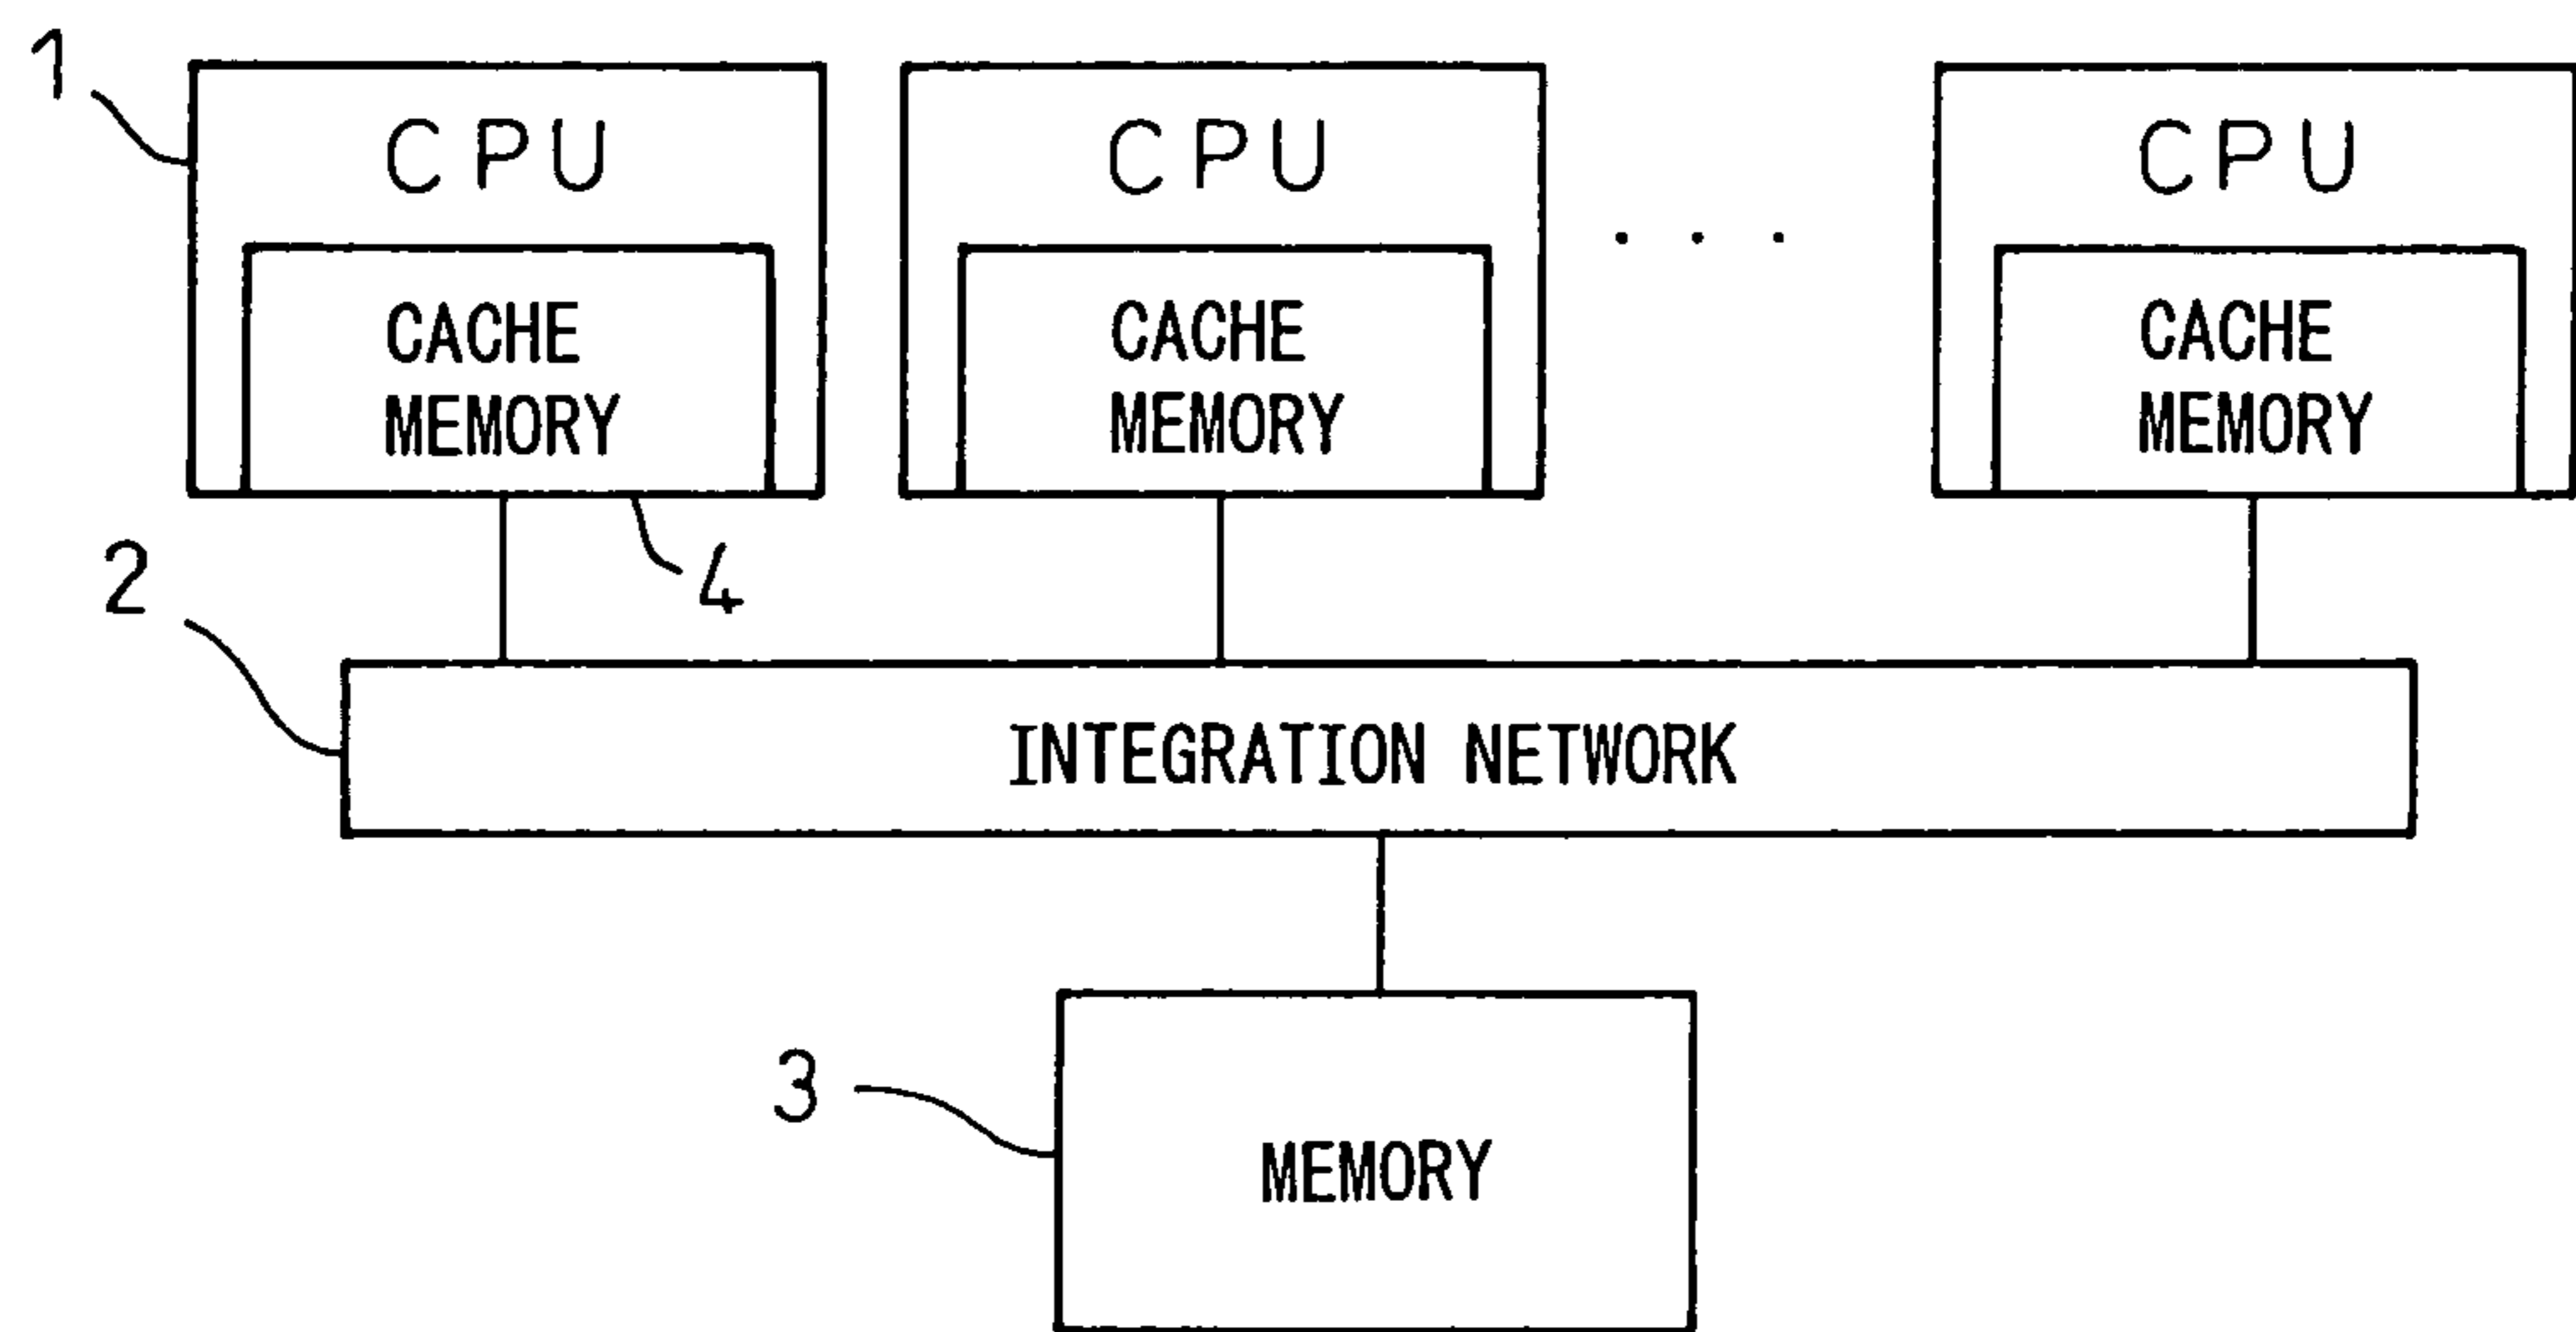 1
CPU
CPU
CPU
CACHE
MEMORY
CACHE
MEMORY
. . .
CACHE
MEMORY
4
2
INTEGRATION NETWORK
3
MEMORY